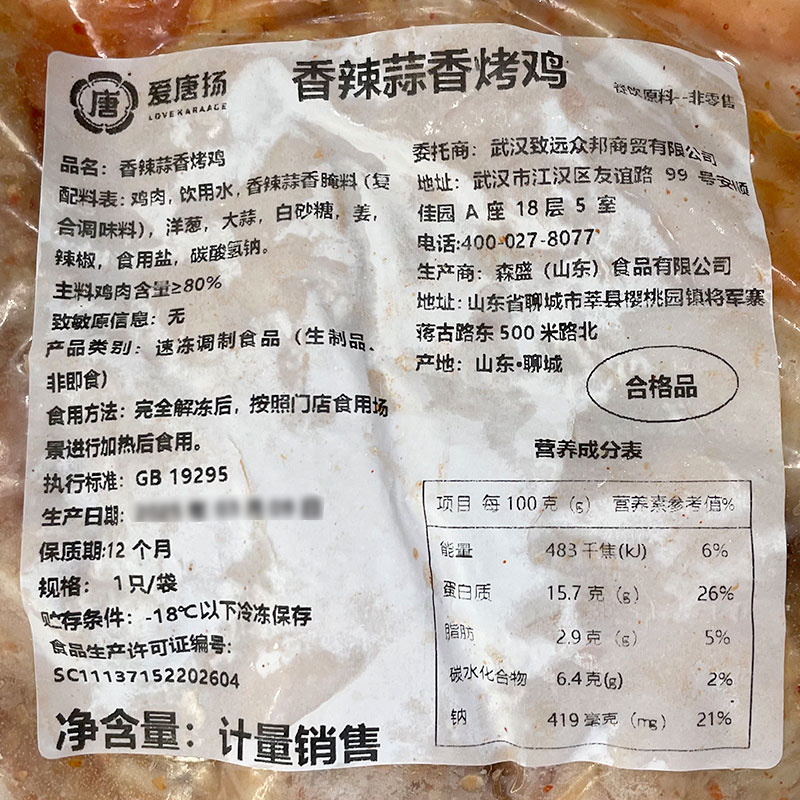 唐
爱唐扬
LOVE KARAAGE
香辣蒜香烤鸡
餐饮原料--非零售
品名：香辣蒜香烤鸡
配料表：鸡肉，饮用水，香辣蒜香腌料（复
合调味料），洋葱，大蒜，白砂糖，姜，
辣椒，食用盐，碳酸氢钠。
主料鸡肉含量≥80%
致敏原信息：无
产品类别：速冻调制食品（生制品、
非即食）
食用方法：完全解冻后，按照门店食用场
景进行加热后食用。
执行标准：GB 19295
生产日期:
保质期:12 个月
规格： 1只/袋
贮存条件：-18℃以下冷冻保存
食品生产许可证编号:
SC11137152202604
净含量：计量销售
委托商：武汉致远众邦商贸有限公司
地址：武汉市江汉区友谊路 99 号安顺
佳园 A 座 18 层 5 室
电话:400-027-8077
生产商：森盛（山东）食品有限公司
地址:山东省聊城市莘县樱桃园镇将军寨
蒋古路东 500 米路北
产地：山东•聊城
合格品
营养成分表
项目 每 100 克（g） 营养素参考值%
能量 483 千焦(kJ) 6%
蛋白质 15.7 克（g） 26%
脂肪 2.9 克（g） 5%
碳水化合物 6.4 克(g) 2%
钠 419 毫克（mg） 21%